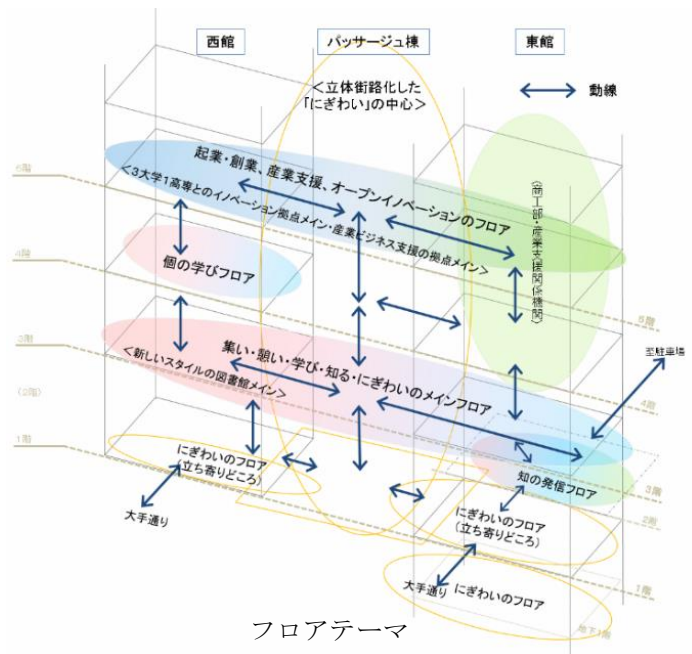 西館
パッサージュ棟
東館
＜立体街路化した
「にぎわい」の中心＞
動線
起業・創業、産業支援、オープンイノベーションのフロア
＜3大学1高専とのイノベーション拠点メイン・産業ビジネス支援の拠点メイン＞
＜商工部・産業支援関係機関＞
個の学びフロア
集い・頭い・学び・知る・にぎわいのメインフロア
＜新しいスタイルの図書館メイン＞
至駐車場
にぎわいのフロア
（立ち寄りどころ）
大手通り
知の発信フロア
にぎわいのフロア
（立ち寄りどころ）
大手通り
にぎわいのフロア
4階
3階
（2階）
1階
5階
4階
3階
2階
1階
地下1階
フロアテーマ